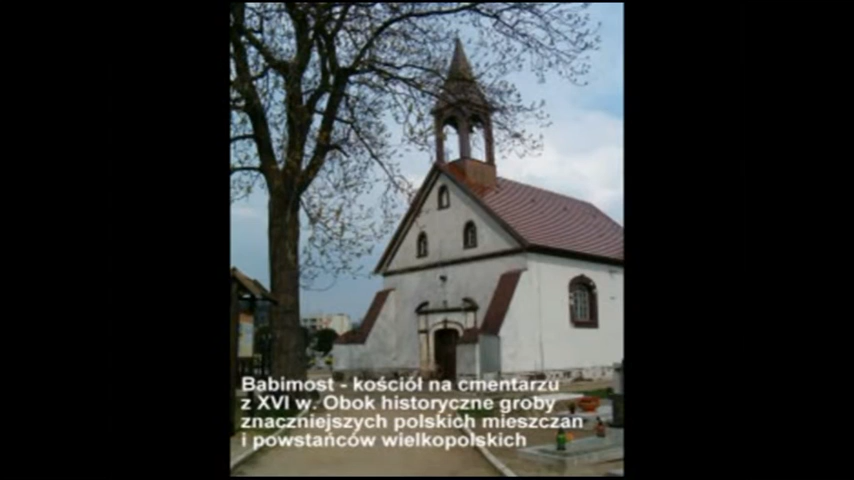 Babimost - kościół na cmentarzu
z XVI w. Obok historyczne groby
znaczniejszych polskich mieszczan
i powstańców wielkopolskich